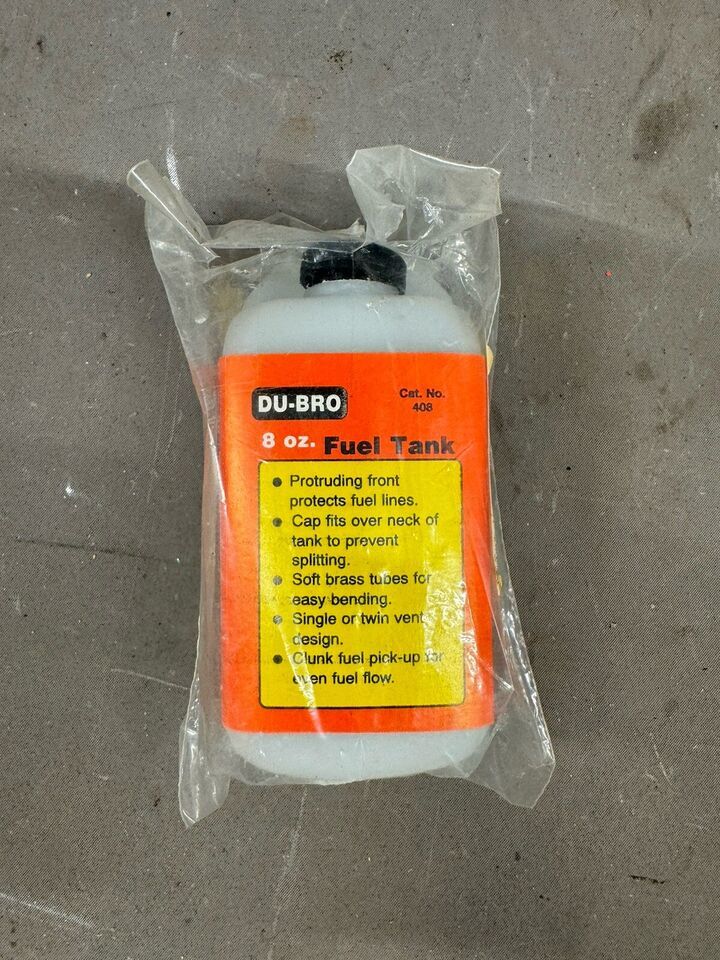 DU-BRO
Cat. No.
408
8 oz. Fuel Tank
● Protruding front
protects fuel lines.
● Cap fits over neck of
tank to prevent
splitting.
● Soft brass tubes for
easy bending.
● Single or twin vent
design.
● Clunk fuel pick-up for
even fuel flow.